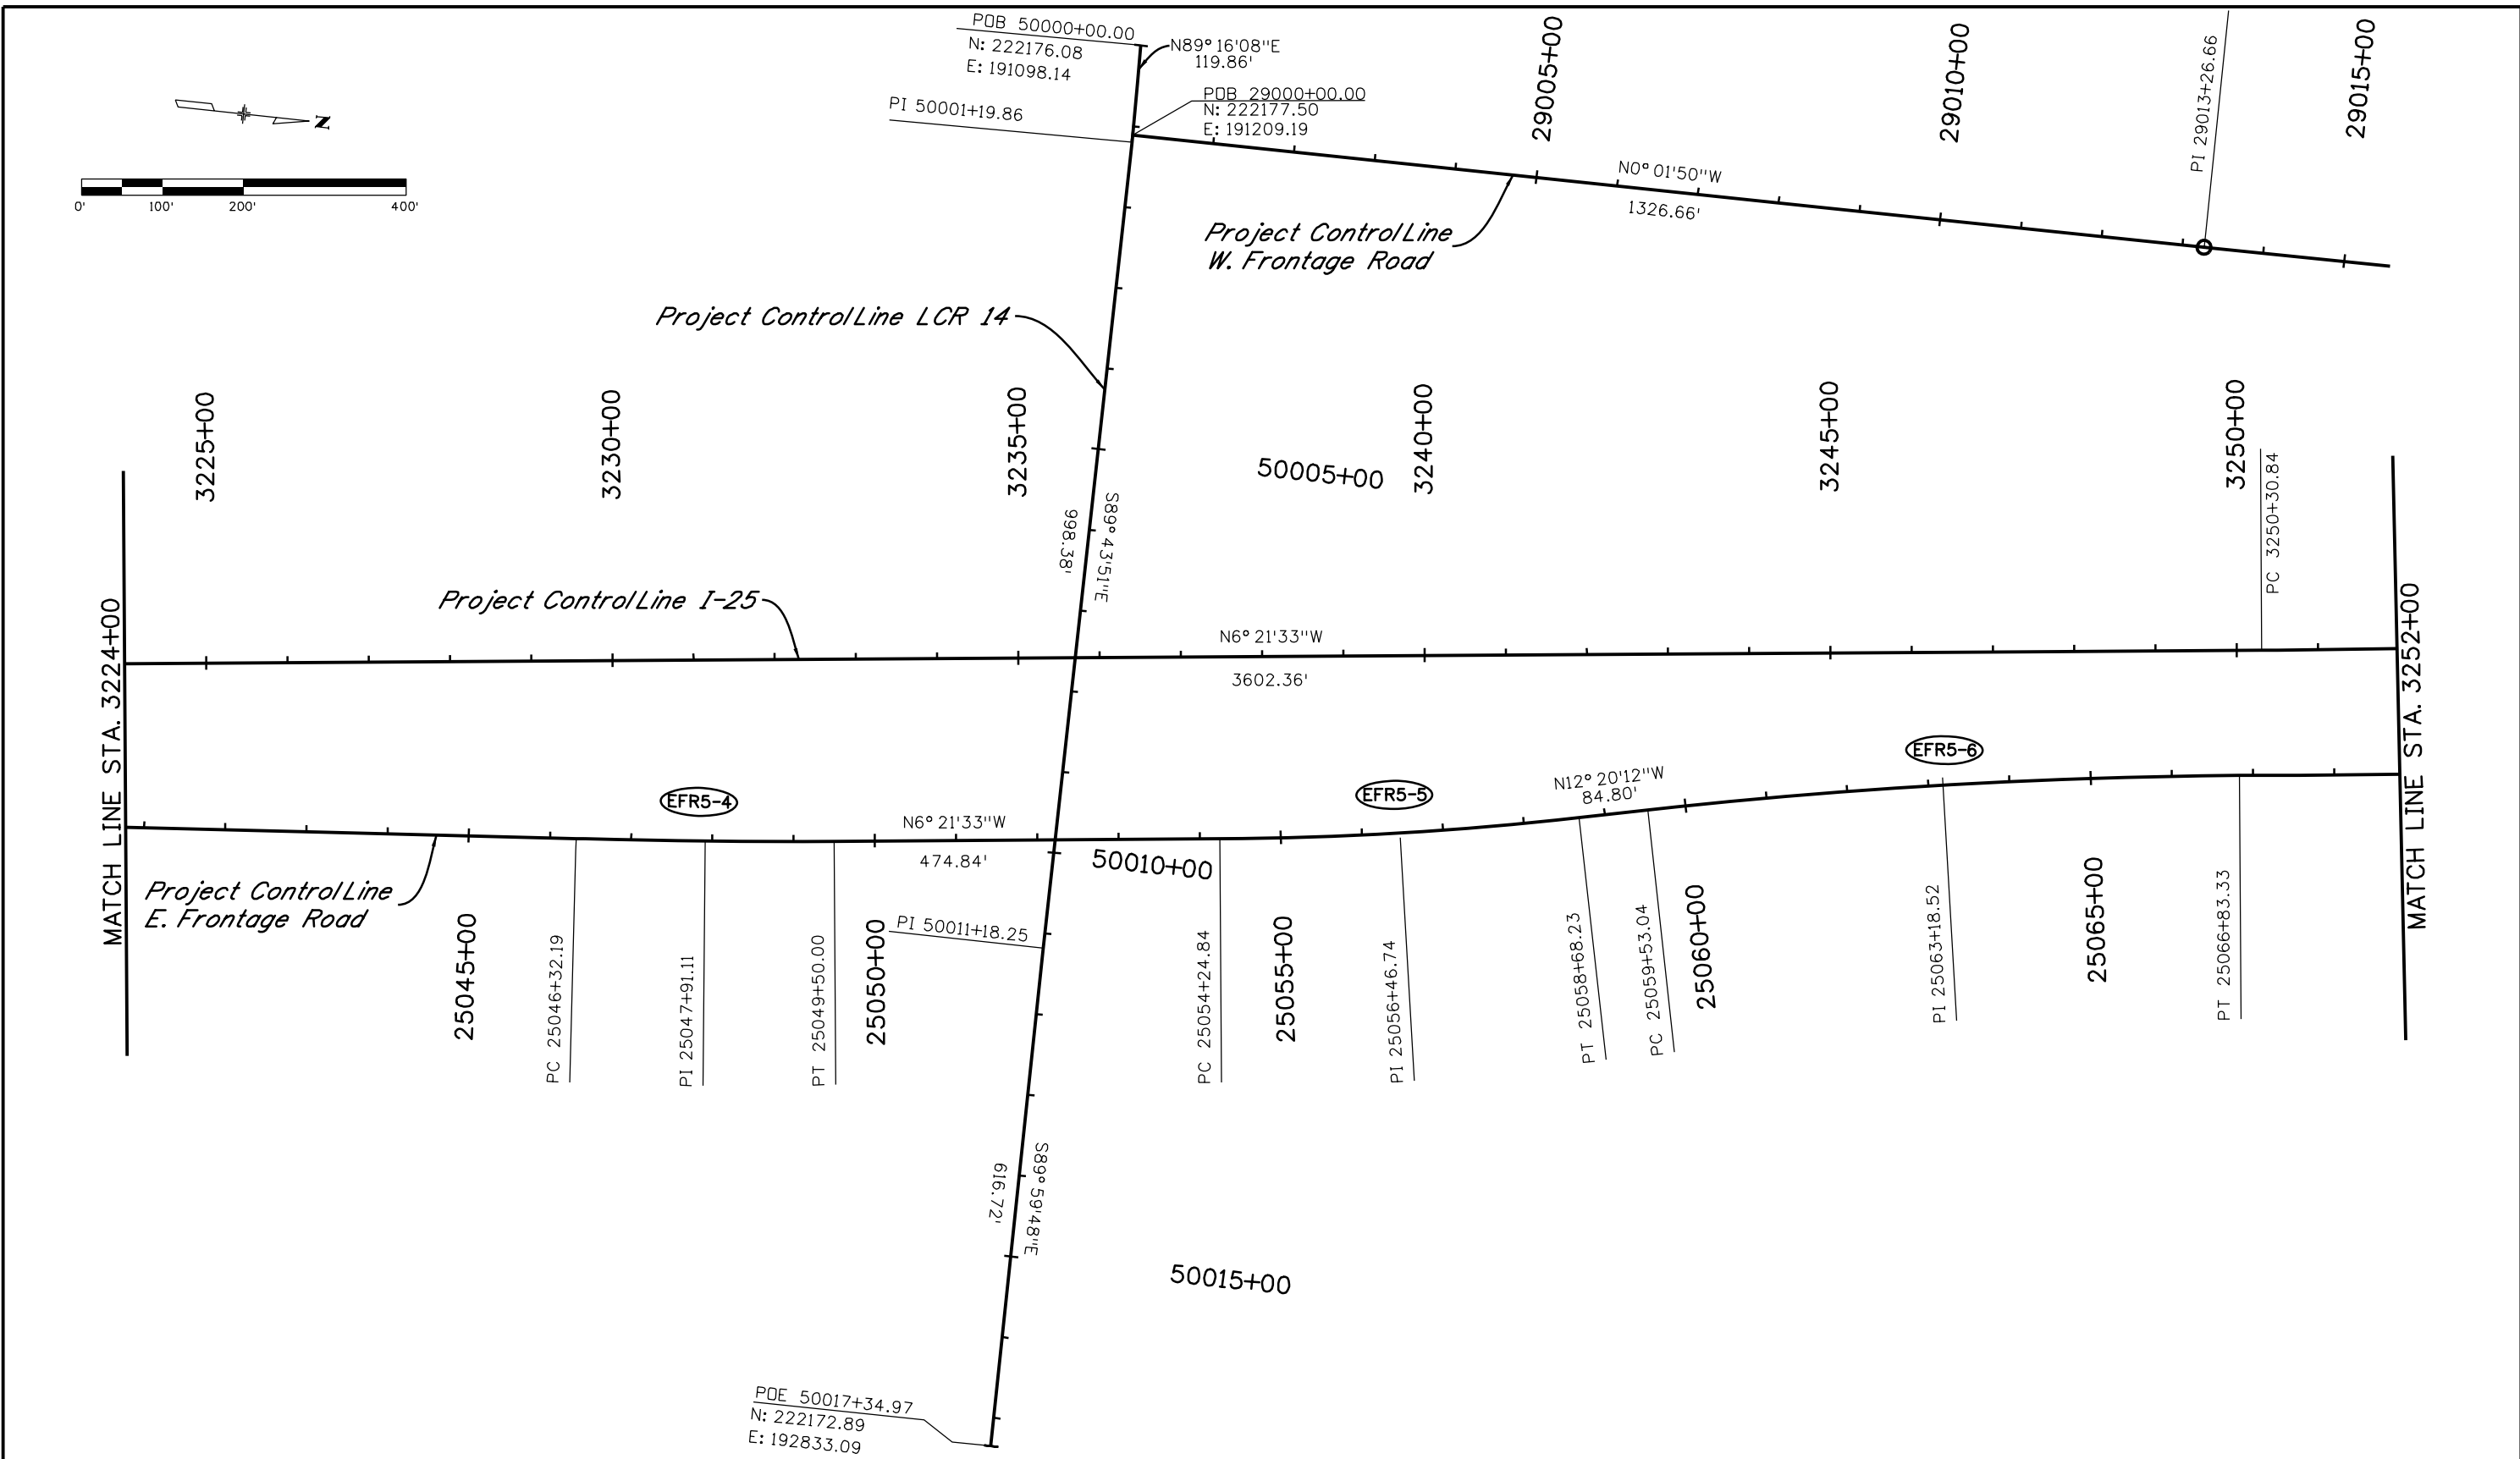 POB 50000+00.00
N: 222176.08
E: 191098.14
N89° 16'08"E
119.86'
PI 50001+19.86
POB 29000+00.00
N: 222177.50
E: 191209.19
29005+00
29010+00
PI 29013+26.66
29015+00
N
0'
100'
200'
400'
N0° 01'50"W
1326.66'
Project Control Line
W. Frontage Road
Project Control Line LCR 14
3225+00
3230+00
3235+00
50005+00
3240+00
3245+00
3250+00
PC 3250+30.84
S89° 43'51"E
998.38'
Project Control Line I-25
MATCH LINE STA. 3224+00
N6° 21'33"W
3602.36'
MATCH LINE STA. 3252+00
EFR5-4
EFR5-5
N12° 20'12"W
84.80'
EFR5-6
N6° 21'33"W
474.84'
50010+00
Project Control Line
E. Frontage Road
25045+00
PC 25046+32.19
PI 25047+91.11
PT 25049+50.00
25050+00
PI 50011+18.25
PC 25054+24.84
25055+00
PI 25056+46.74
PT 25058+68.23
PC 25059+53.04
25060+00
PI 25063+18.52
25065+00
PT 25066+83.33
S89° 59'48"E
616.72'
50015+00
POE 50017+34.97
N: 222172.89
E: 192833.09